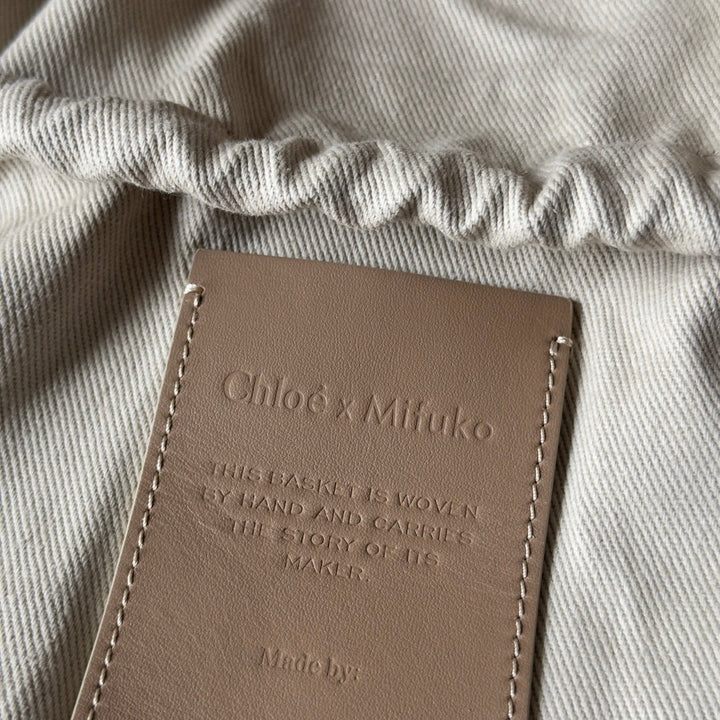 Chloé x Mifuko
THIS BASKET IS WOVEN
BY HAND AND CARRIES
THE STORY OF ITS
MAKER.
Made by: